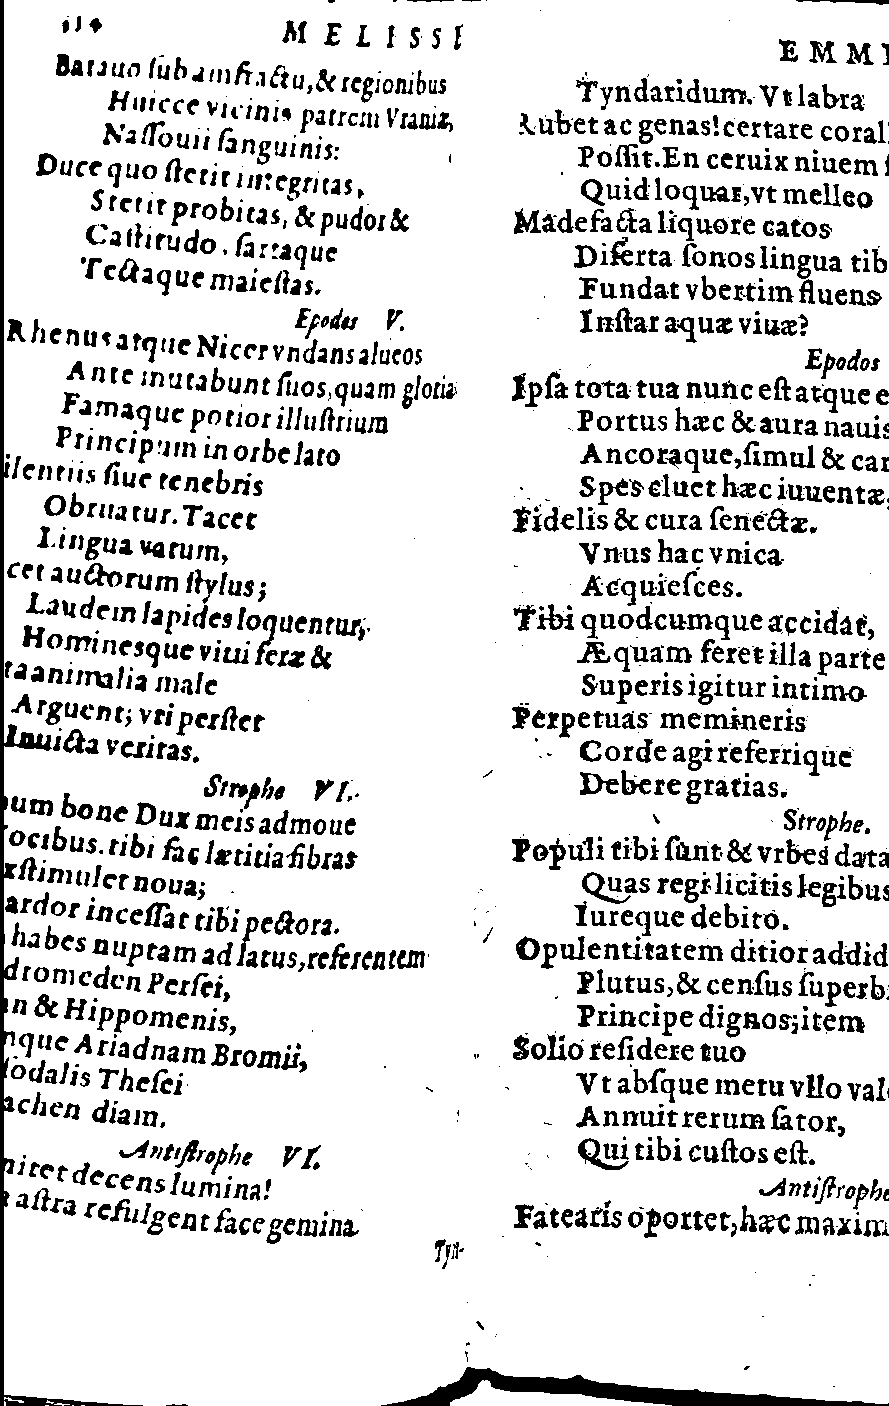 MELISSI
Batauo ſub amfractu, & regionibus
Huicce vicinis patrem Vraniæ,
Naſſouii ſanguinis:
Duce quo ſtetit integritas,
Stetit probitas, & pudor &
Caſtitudo, ſartaque
Tectaque maieſtas.
Epodos V.
Rhenus atque Nicer vndans alueos
Ante mutabunt ſuos, quam gloria
Famaque potior illuſtrium
Principum in orbe lato
ilentiis ſiue tenebris
Obruatur. Tacet
Lingua vatum,
cet auctorum ſtylus;
Laudem lapides loquentur,
Hominesque viui feræ &
ta animalia male
Arguent; vti perſtet
Inuicta veritas.
Strophe VI.
num bone Dux meis admoue
ocibus. tibi fac lætitia fibras
xſtimulet noua;
ardor inceſſat tibi pectora.
habes nuptam ad latus, referentem
dromeden Perſei,
n & Hippomenis,
nque Ariadnam Bromii,
ſodalis Theſei
achen diam.
Antiſtrophe VI.
niret decens lumina!
aſtra refulgent face gemina
Tyn-
EMMI
Tyndaridum. Vt labra
Rubet ac genas! certare coral
Poſſit. En ceruix niuem ſ
Quid loquar, vt melleo
Madefacta liquore catos
Diſerta ſonos lingua tib
Fundat vbertim fluens
Inſtar aquæ viuæ?
Epodos
Ipſa tota tua nunc eſt atque e
Portus hæc & aura nauis
Ancoraque, ſimul & car
Spes eluet hæc iuuentæ,
Fidelis & cura ſenectæ.
Vnus hac vnica
Acquieſces.
Tibi quodcumque accidat,
Æquam feret illa parte
Superis igitur intimo
Perpetuas memineris
Corde agi referrique
Debere gratias.
Strophe.
Populi tibi ſunt & vrbes data
Quas regi licitis legibus
Iureque debito.
Opulentitatem ditior addid
Plutus, & cenſus ſuperb
Principe dignos; item
Solio reſidere tuo
Vt abſque metu vllo val
Annuit rerum ſator,
Qui tibi cuſtos eſt.
Antiſtrophe
Fatearis oportet, hæc maxim